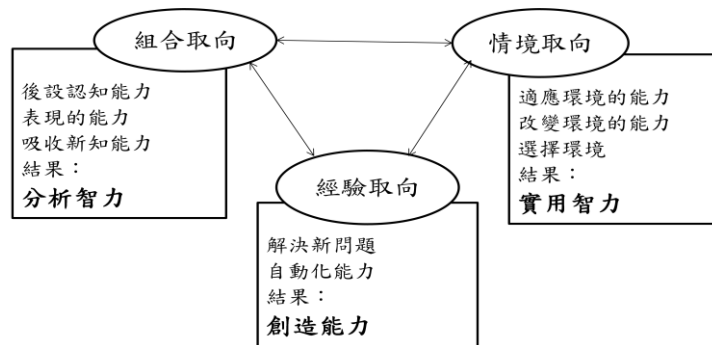 組合取向
後設認知能力
表現的能力
吸收新知能力
結果：
分析智力
情境取向
適應環境的能力
改變環境的能力
選擇環境
結果：
實用智力
經驗取向
解決新問題
自動化能力
結果：
創造能力